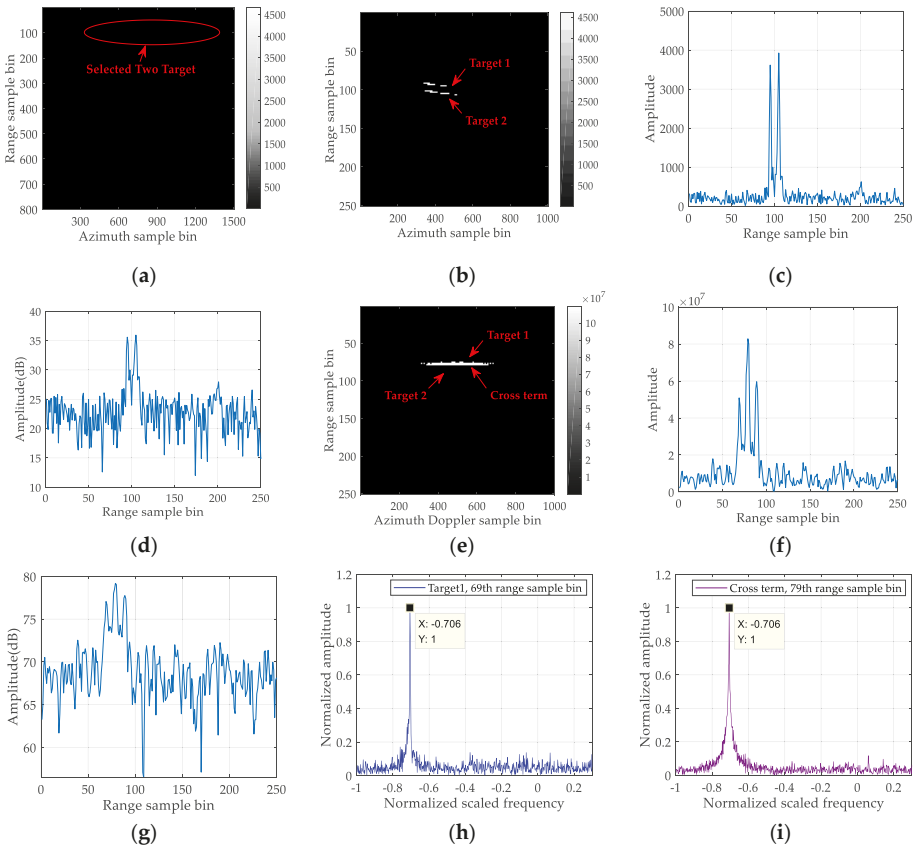 100
200
300
400
500
600
700
800
Range sample bin
300 600 900 1200 1500
Azimuth sample bin
Selected Two Target
4500
4000
3500
3000
2500
2000
1500
1000
500
(a)
50
100
150
200
250
Range sample bin
200 400 600 800 1000
Azimuth sample bin
Target 1
Target 2
4500
4000
3500
3000
2500
2000
1500
1000
500
(b)
5000
4000
3000
2000
1000
0
Amplitude
0 50 100 150 200 250
Range sample bin
(c)
40
35
30
25
20
15
10
Amplitude(dB)
0 50 100 150 200 250
Range sample bin
(d)
50
100
150
200
250
Range sample bin
200 400 600 800 1000
Azimuth Doppler sample bin
Target 1
Target 2
Cross term
×10⁷
10
9
8
7
6
5
4
3
2
1
(e)
10 ×10⁷
8
6
4
2
0
Amplitude
0 50 100 150 200 250
Range sample bin
(f)
80
75
70
65
60
Amplitude(dB)
0 50 100 150 200 250
Range sample bin
(g)
1.2
1
0.8
0.6
0.4
0.2
0
Normalized amplitude
Target1, 69th range sample bin
X: -0.706
Y: 1
-1 -0.8 -0.6 -0.4 -0.2 0 0.2
Normalized scaled frequency
(h)
1.2
1
0.8
0.6
0.4
0.2
0
Normalized amplitude
Cross term, 79th range sample bin
X: -0.706
Y: 1
-1 -0.8 -0.6 -0.4 -0.2 0 0.2
Normalized scaled frequency
(i)